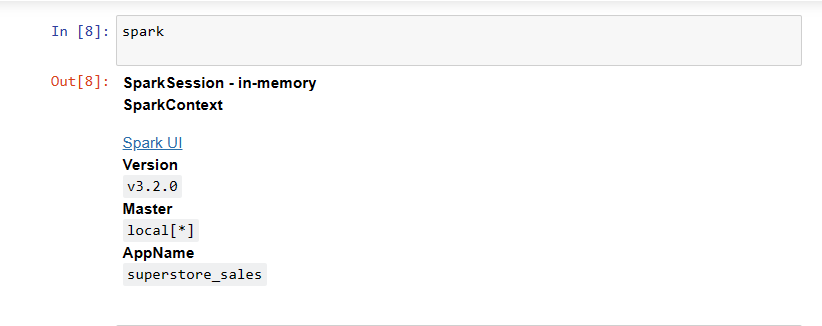 In [8]: spark
Out[8]: SparkSession - in-memory
SparkContext
Spark UI
Version
v3.2.0
Master
local[*]
AppName
superstore_sales